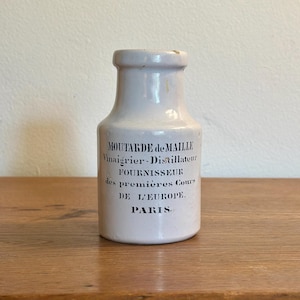 MOUTARDE de MAILLE
Vinaigrier-Distillateur
FOURNISSEUR
des premières Cours
DE L'EUROPE.
PARIS.